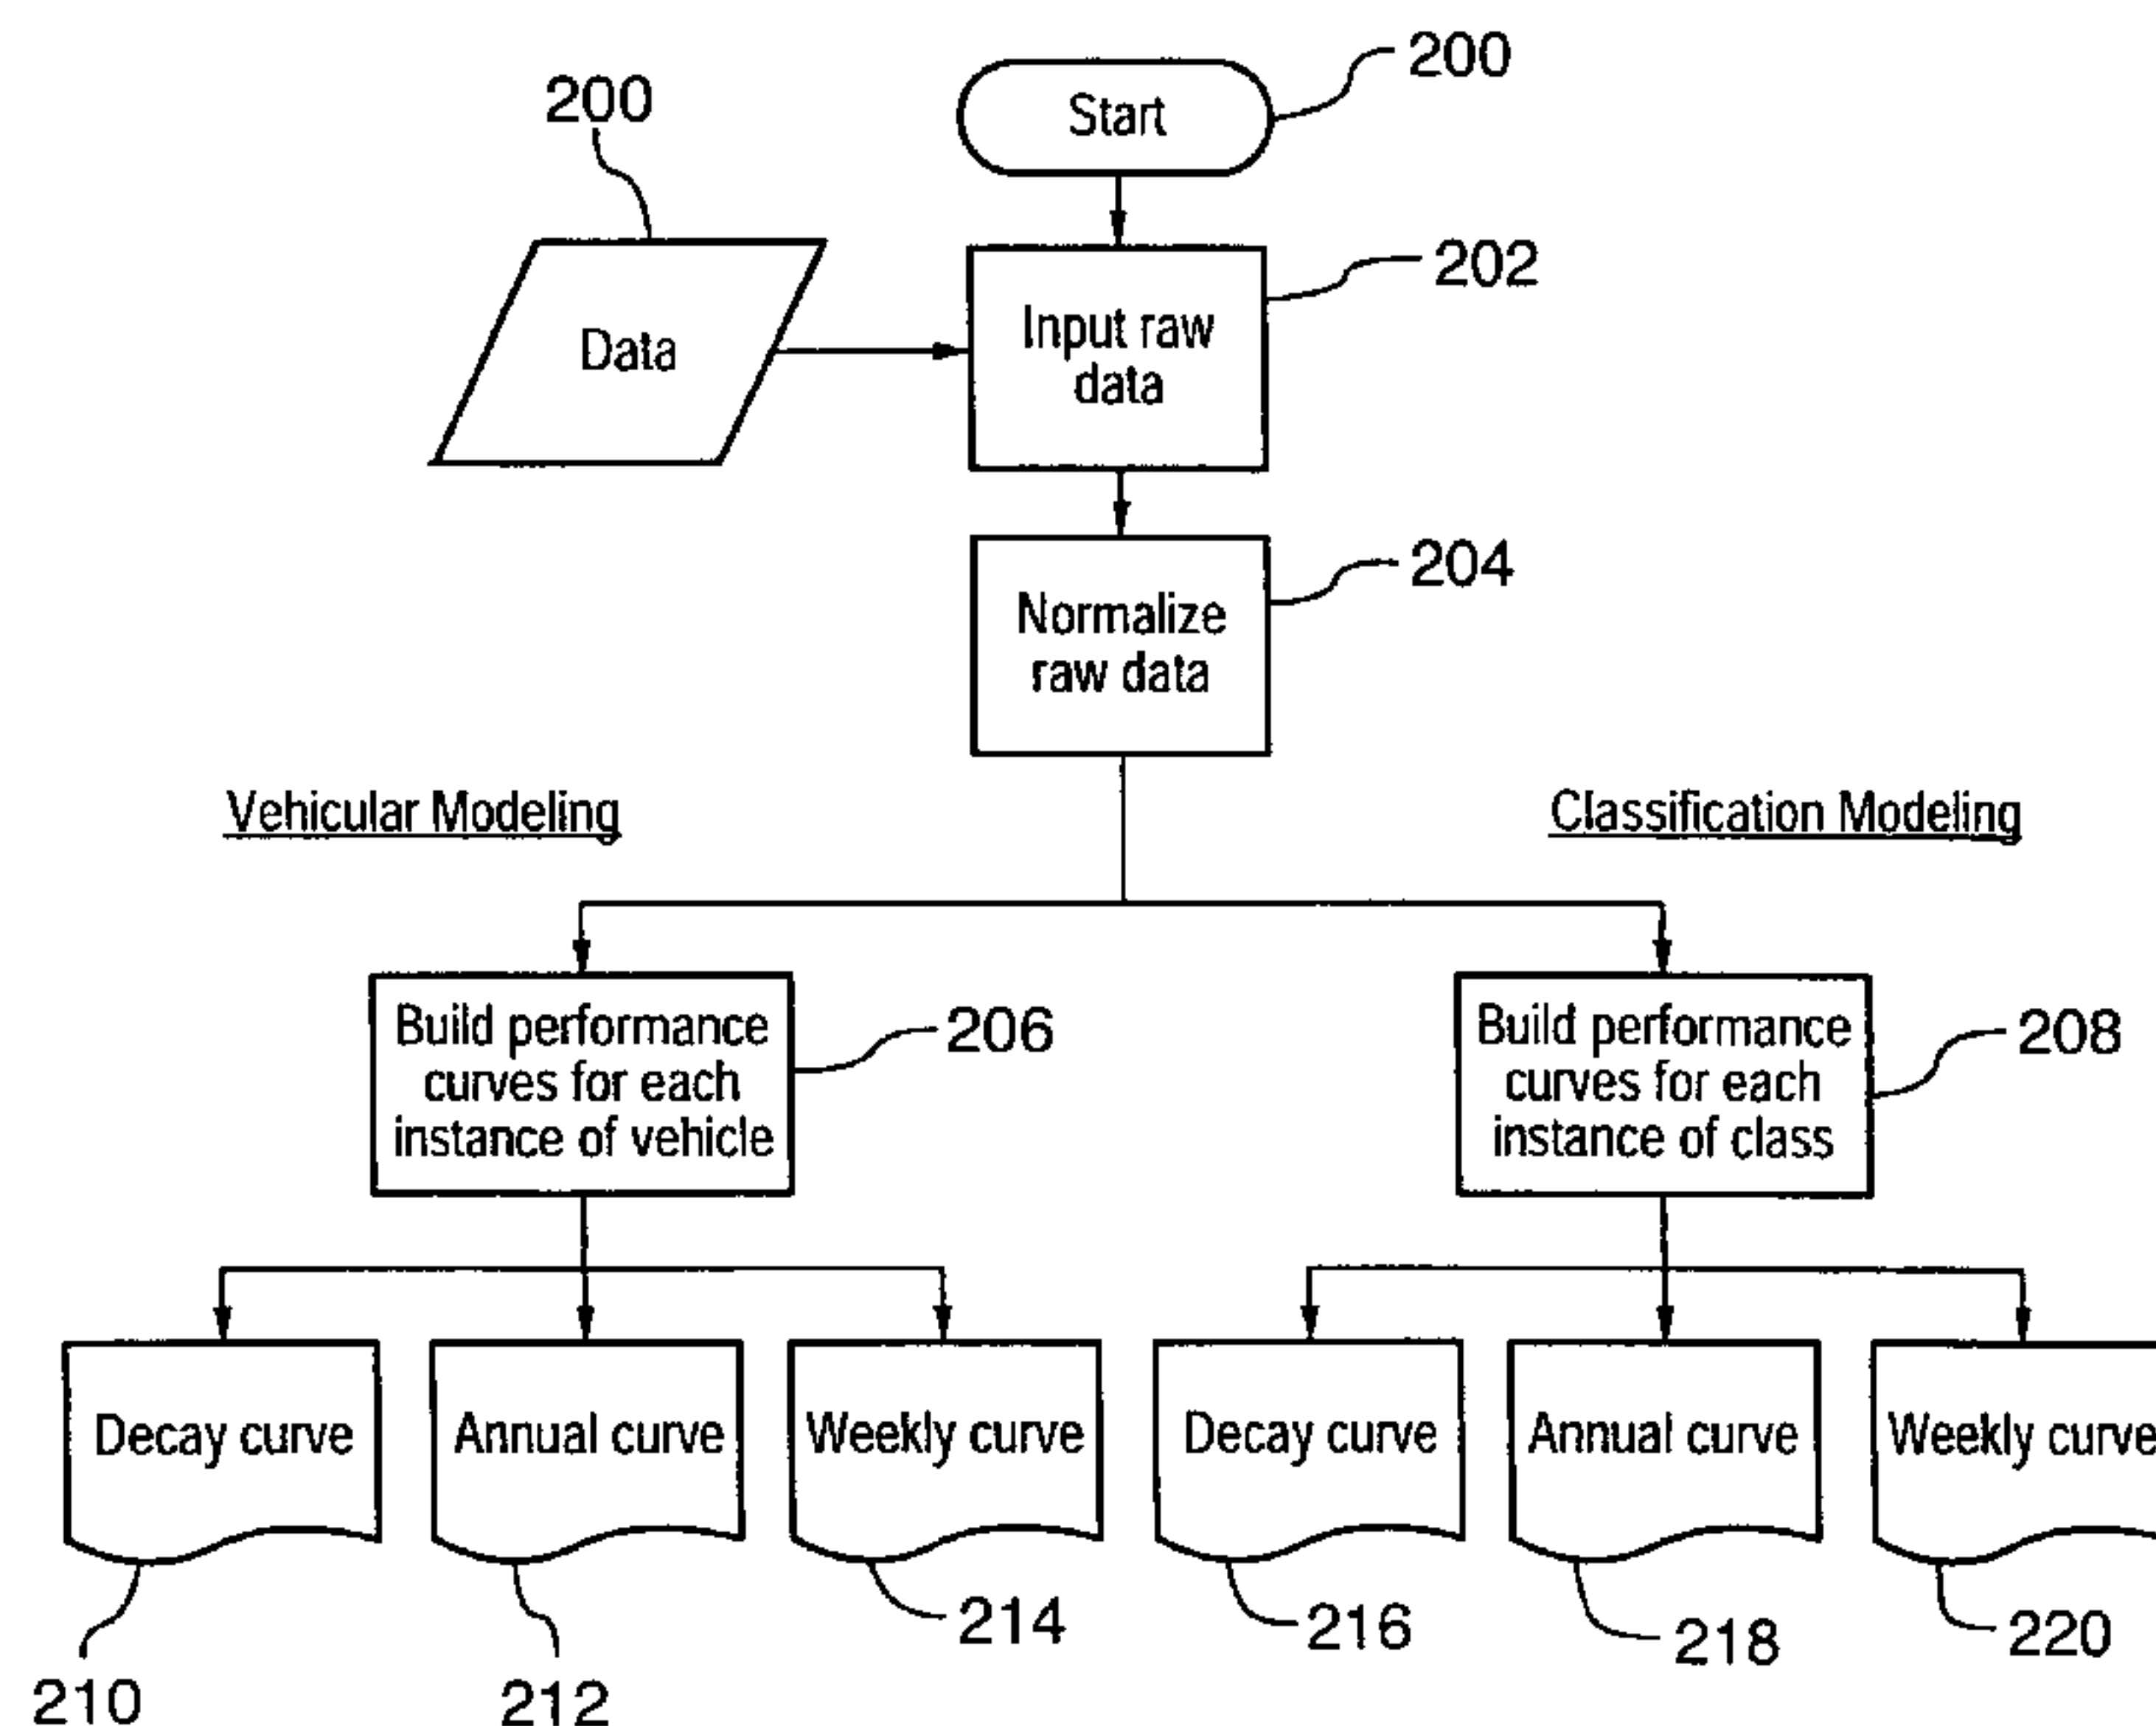 200
Start
200
Data
202
Input raw
data
204
Normalize
raw data
Vehicular Modeling
Classification Modeling
Build performance
curves for each
instance of vehicle
206
Build performance
curves for each
instance of class
208
Decay curve
Annual curve
Weekly curve
Decay curve
Annual curve
Weekly curve
210
212
214
216
218
220